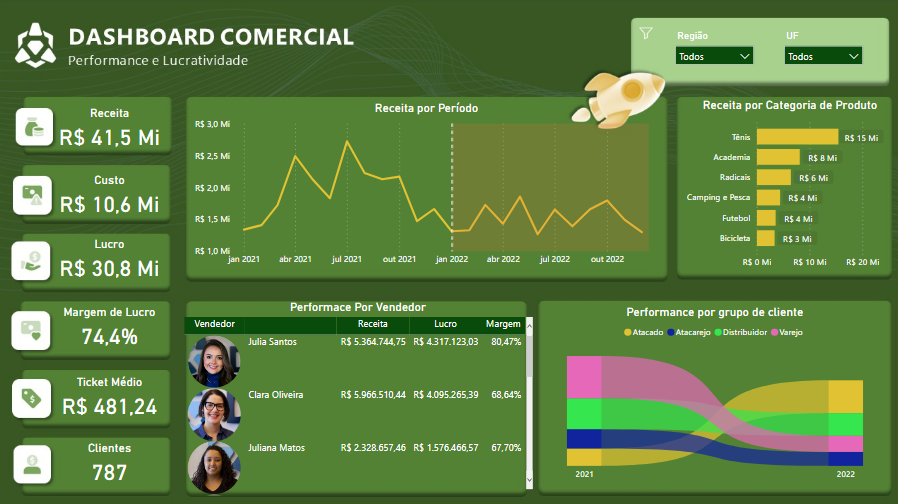 DASHBOARD COMERCIAL
Performance e Lucratividade
Região
UF
Todos
Todos
Receita
R$ 41,5 Mi
Custo
R$ 10,6 Mi
Lucro
R$ 30,8 Mi
Margem de Lucro
74,4%
Ticket Médio
R$ 481,24
Clientes
787
Receita por Período
R$ 3,0 Mi
R$ 2,5 Mi
R$ 2,0 Mi
R$ 1,5 Mi
R$ 1,0 Mi
jan 2021
abr 2021
jul 2021
out 2021
jan 2022
abr 2022
jul 2022
out 2022
Receita por Categoria de Produto
Tênis
R$ 15 Mi
Academia
R$ 8 Mi
Radicais
R$ 6 Mi
Camping e Pesca
R$ 4 Mi
Futebol
R$ 4 Mi
Bicicleta
R$ 3 Mi
R$ 0 Mi
R$ 10 Mi
R$ 20 Mi
Performace Por Vendedor
Vendedor Receita Lucro Margem
Julia Santos R$ 5.364.744,75 R$ 4.317.123,03 80,47%
Clara Oliveira R$ 5.966.510,44 R$ 4.095.265,39 68,64%
Juliana Matos R$ 2.328.657,46 R$ 1.576.466,57 67,70%
Performance por grupo de cliente
Atacado Atacarejo Distribuidor Varejo
2021
2022